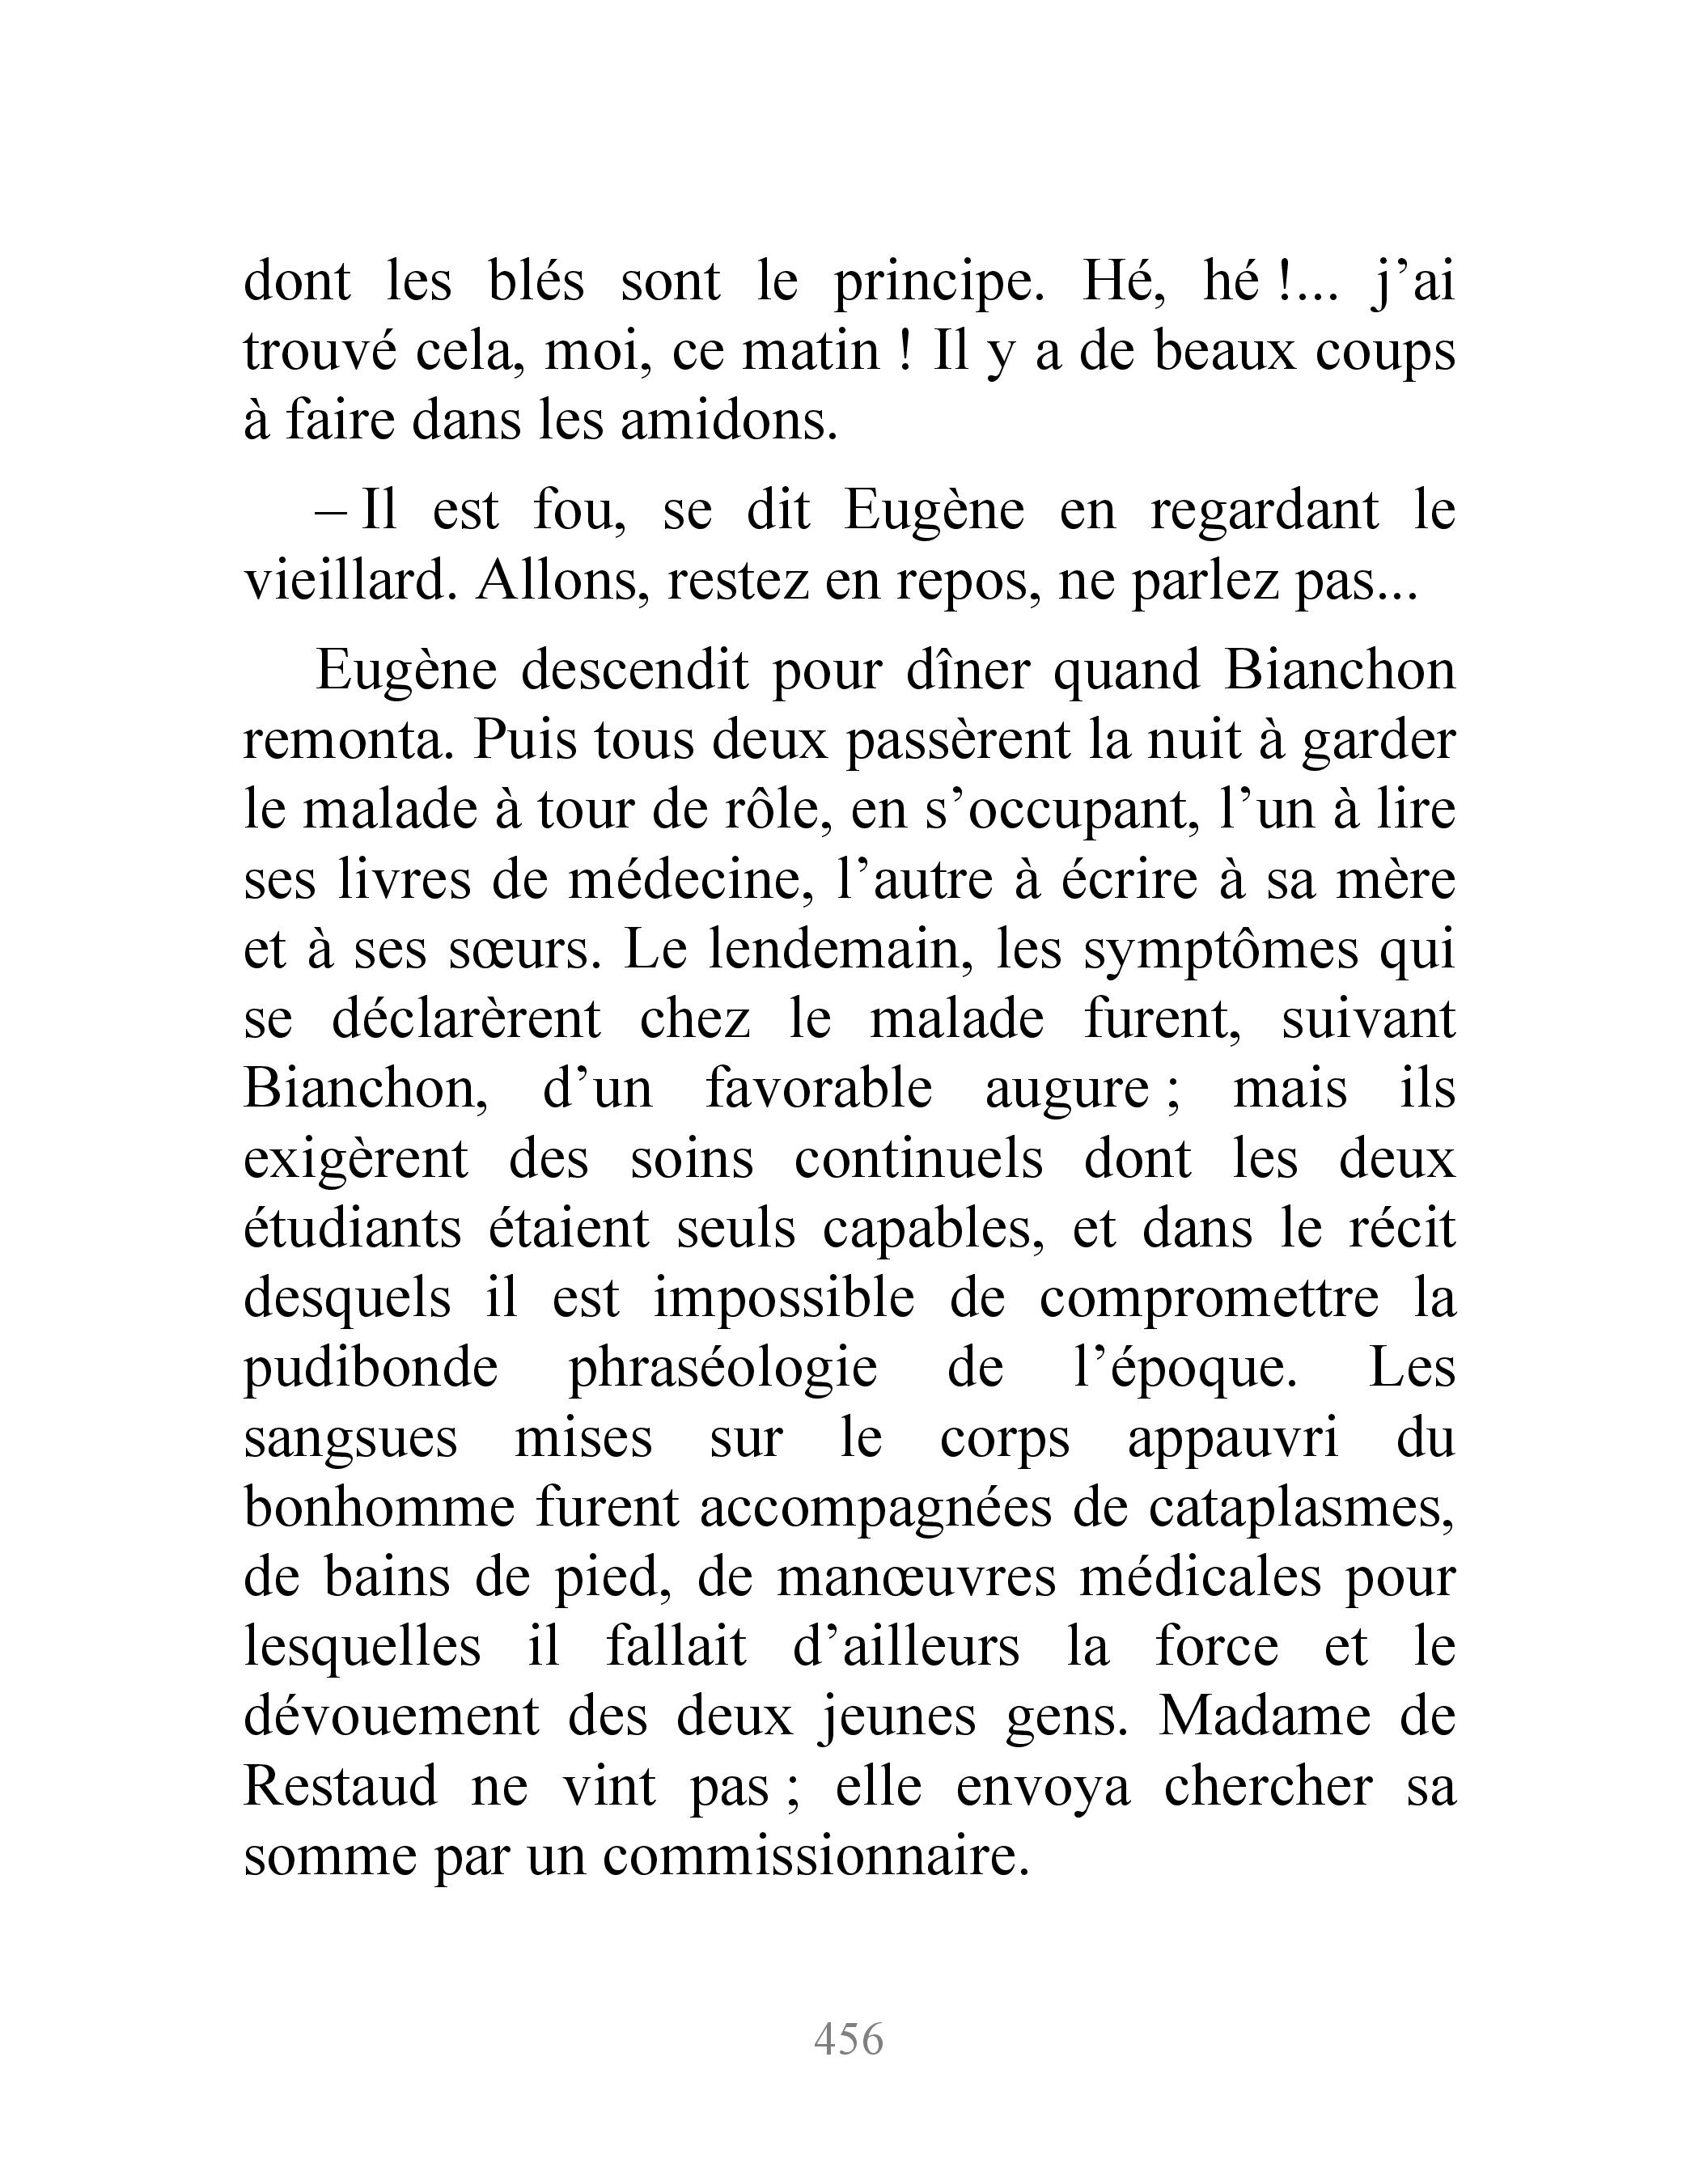 dont les blés sont le principe. Hé, hé !... j’ai
trouvé cela, moi, ce matin ! Il y a de beaux coups
à faire dans les amidons.
– Il est fou, se dit Eugène en regardant le
vieillard. Allons, restez en repos, ne parlez pas...
Eugène descendit pour dîner quand Bianchon
remonta. Puis tous deux passèrent la nuit à garder
le malade à tour de rôle, en s’occupant, l’un à lire
ses livres de médecine, l’autre à écrire à sa mère
et à ses sœurs. Le lendemain, les symptômes qui
se déclarèrent chez le malade furent, suivant
Bianchon, d’un favorable augure ; mais ils
exigèrent des soins continuels dont les deux
étudiants étaient seuls capables, et dans le récit
desquels il est impossible de compromettre la
pudibonde phraséologie de l’époque. Les
sangsues mises sur le corps appauvri du
bonhomme furent accompagnées de cataplasmes,
de bains de pied, de manœuvres médicales pour
lesquelles il fallait d’ailleurs la force et le
dévouement des deux jeunes gens. Madame de
Restaud ne vint pas ; elle envoya chercher sa
somme par un commissionnaire.
456